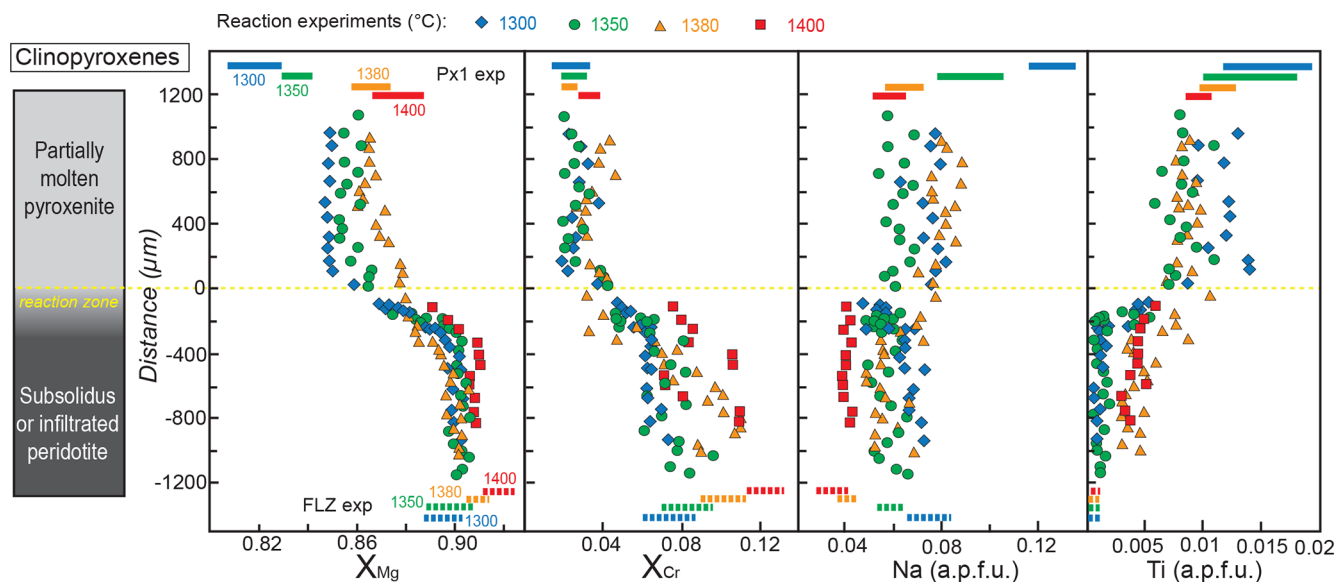 Reaction experiments (°C): 1300 1350 1380 1400
Clinopyroxenes
1300
1350
1380
1400
Px1 exp
Partially
molten
pyroxenite
reaction zone
Subsolidus
or infiltrated
peridotite
Distance (µm)
1200
800
400
0
-400
-800
-1200
FLZ exp
1350
1380
1400
1300
0.82 0.86 0.90
0.04 0.08 0.12
0.04 0.08 0.12
0.005 0.01 0.015 0.02
XMg
XCr
Na (a.p.f.u.)
Ti (a.p.f.u.)